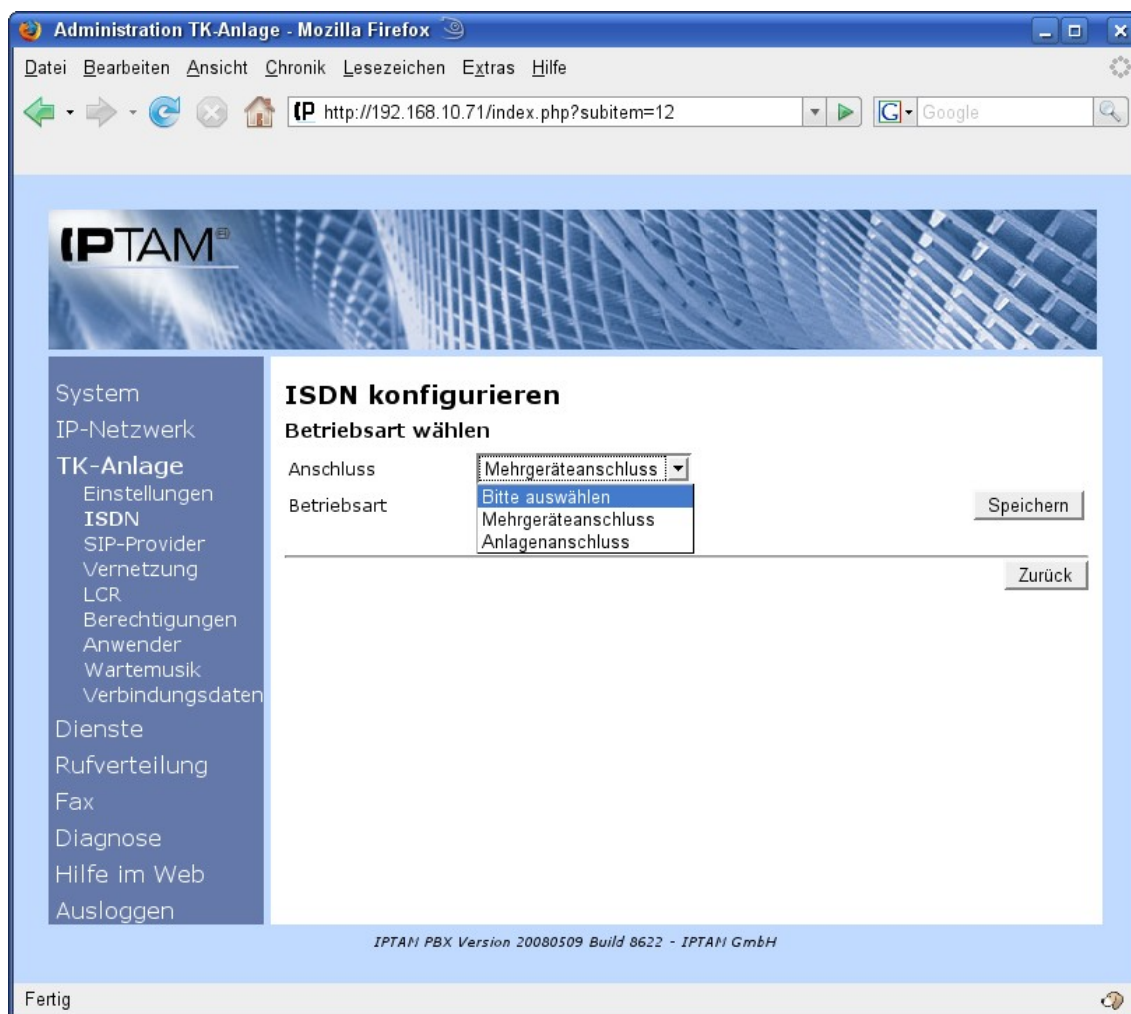 Administration TK-Anlage - Mozilla Firefox
Datei Bearbeiten Ansicht Chronik Lesezeichen Extras Hilfe
http://192.168.10.71/index.php?subitem=12
G Google
IPTAM®
System
IP-Netzwerk
TK-Anlage
Einstellungen
ISDN
SIP-Provider
Vernetzung
LCR
Berechtigungen
Anwender
Wartemusik
Verbindungsdaten
Dienste
Rufverteilung
Fax
Diagnose
Hilfe im Web
Ausloggen
ISDN konfigurieren
Betriebsart wählen
Anschluss Mehrgeräteanschluss
Betriebsart
Bitte auswählen
Mehrgeräteanschluss
Anlagenanschluss
Speichern
Zurück
IPTAM PBX Version 20080509 Build 8622 - IPTAM GmbH
Fertig